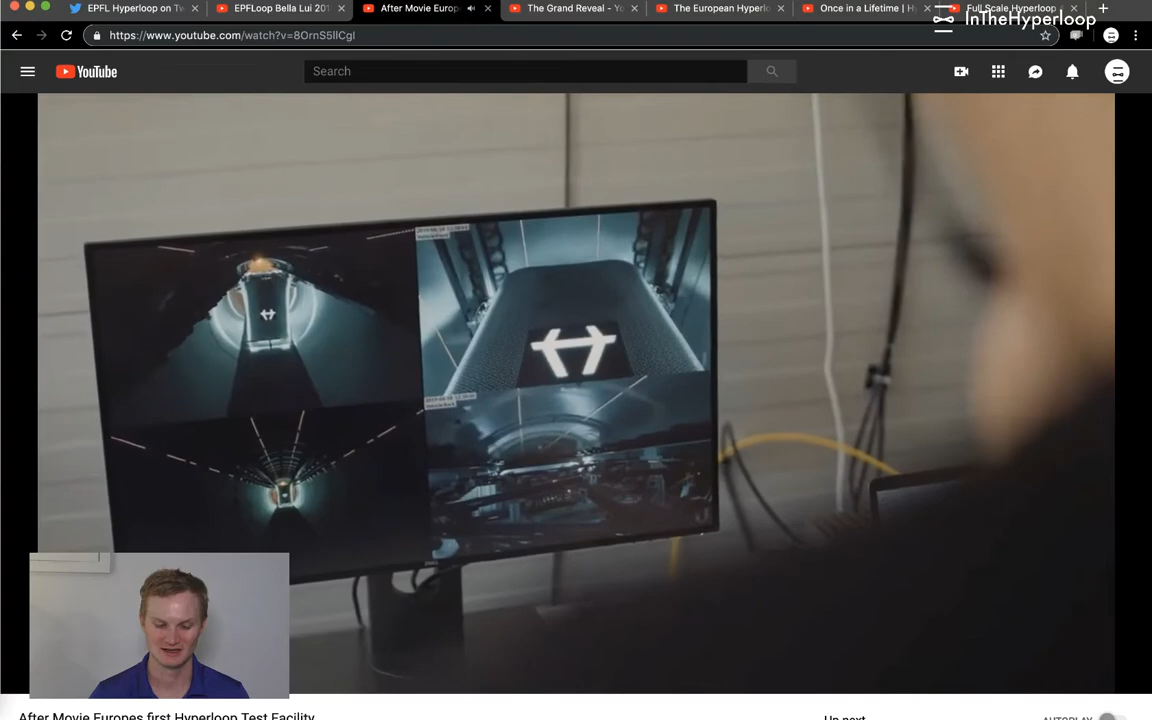 EPFL Hyperloop on Tw
EPFLoop Bella Lui 201
After Movie Europ
The Grand Reveal - Yo
The European Hyperlo
Once in a Lifetime | H
Full Scale Hyperloop
InTheHyperloop
https://www.youtube.com/watch?v=8OrnS5lICgI
YouTube
Search
After Movie Europes first Hyperloop Test Facility
Up next
AUTOPLAY